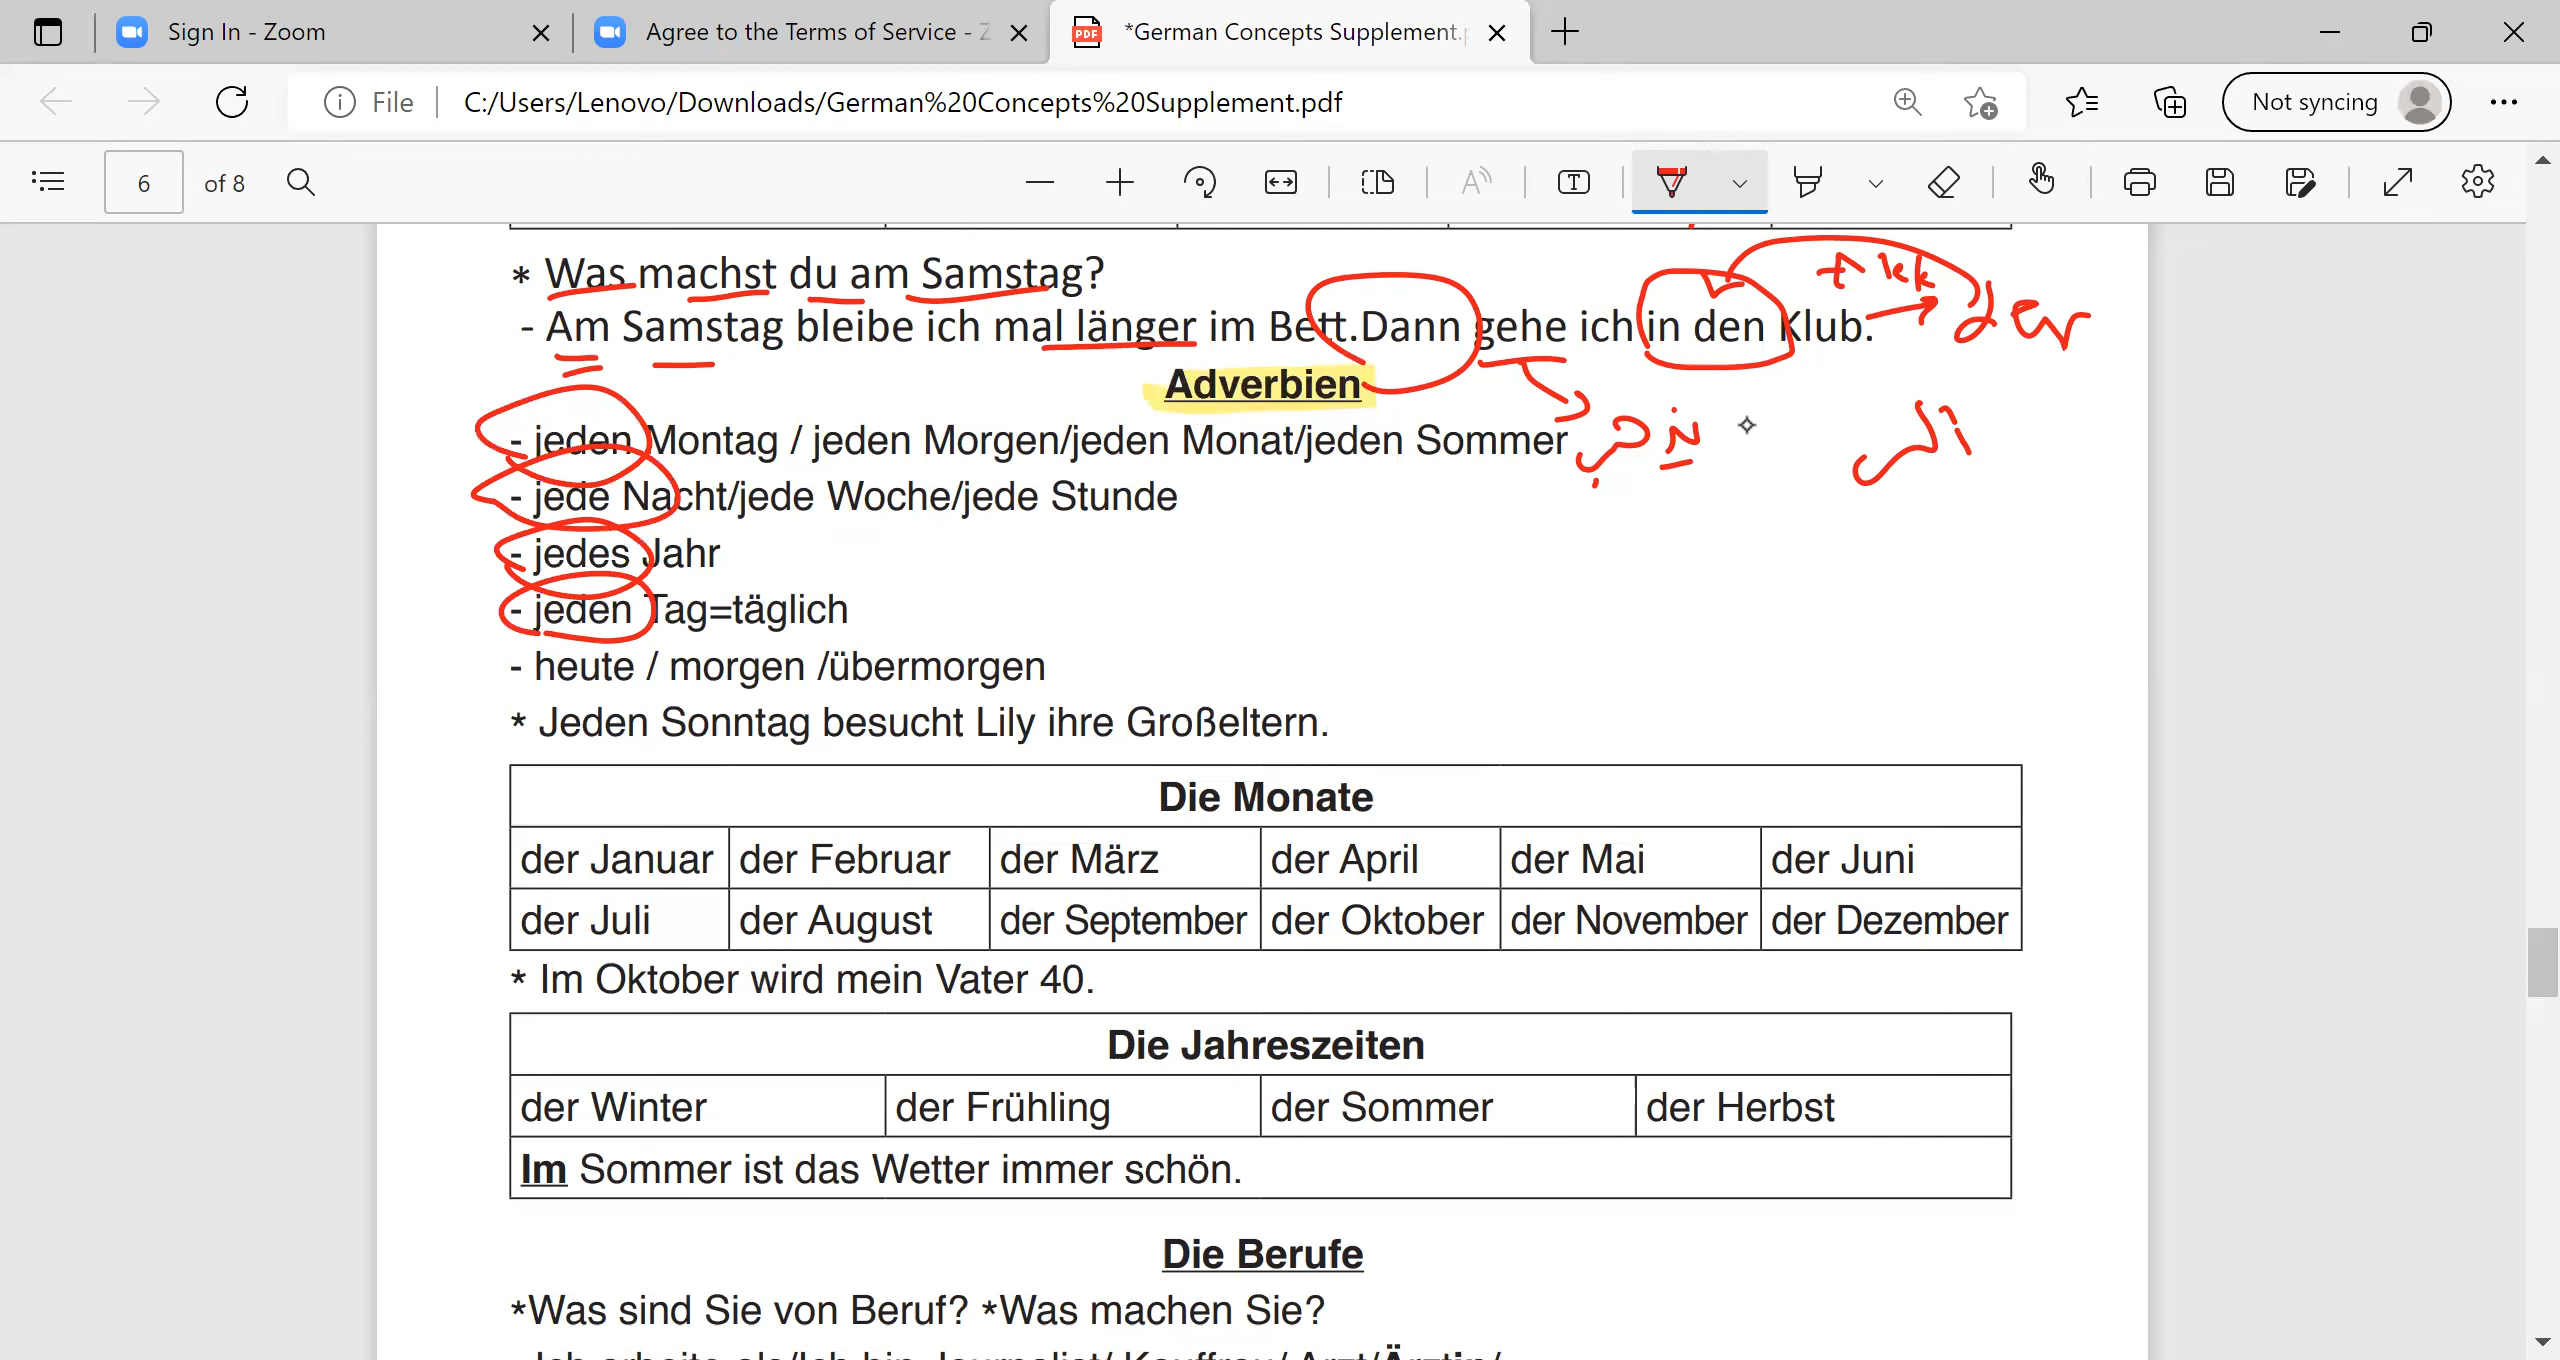 Sign In - Zoom
Agree to the Terms of Service - Z
*German Concepts Supplement.p
File
C:/Users/Lenovo/Downloads/German%20Concepts%20Supplement.pdf
Not syncing
6 of 8
* Was machst du am Samstag?
- Am Samstag bleibe ich mal länger im Bett.Dann gehe ich in den Klub.
Akk
der
Adverbien
- jeden Montag / jeden Morgen/jeden Monat/jeden Sommer
- jede Nacht/jede Woche/jede Stunde
- jedes Jahr
- jeden Tag=täglich
- heute / morgen /übermorgen
* Jeden Sonntag besucht Lily ihre Großeltern.
Die Monate
der Januar der Februar der März der April der Mai der Juni
der Juli der August der September der Oktober der November der Dezember
* Im Oktober wird mein Vater 40.
Die Jahreszeiten
der Winter der Frühling der Sommer der Herbst
Im Sommer ist das Wetter immer schön.
Die Berufe
*Was sind Sie von Beruf? *Was machen Sie?